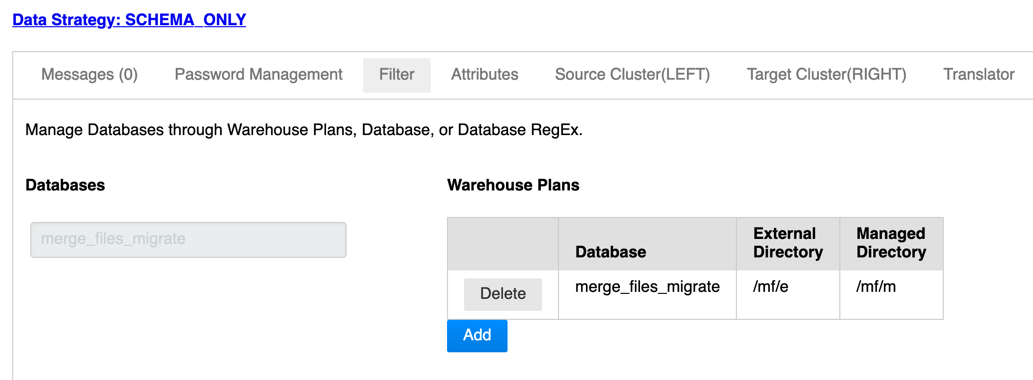 Data Strategy: SCHEMA_ONLY
Messages (0) Password Management Filter Attributes Source Cluster(LEFT) Target Cluster(RIGHT) Translator
Manage Databases through Warehouse Plans, Database, or Database RegEx.
Databases
merge_files_migrate
Warehouse Plans
Database External Directory Managed Directory
Delete merge_files_migrate /mf/e /mf/m
Add